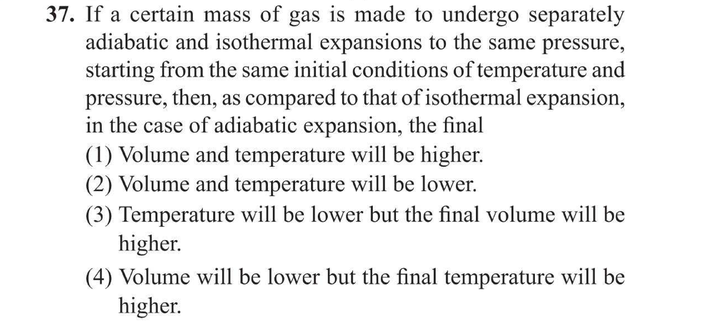 37. If a certain mass of gas is made to undergo separately
adiabatic and isothermal expansions to the same pressure,
starting from the same initial conditions of temperature and
pressure, then, as compared to that of isothermal expansion,
in the case of adiabatic expansion, the final
(1) Volume and temperature will be higher.
(2) Volume and temperature will be lower.
(3) Temperature will be lower but the final volume will be
higher.
(4) Volume will be lower but the final temperature will be
higher.